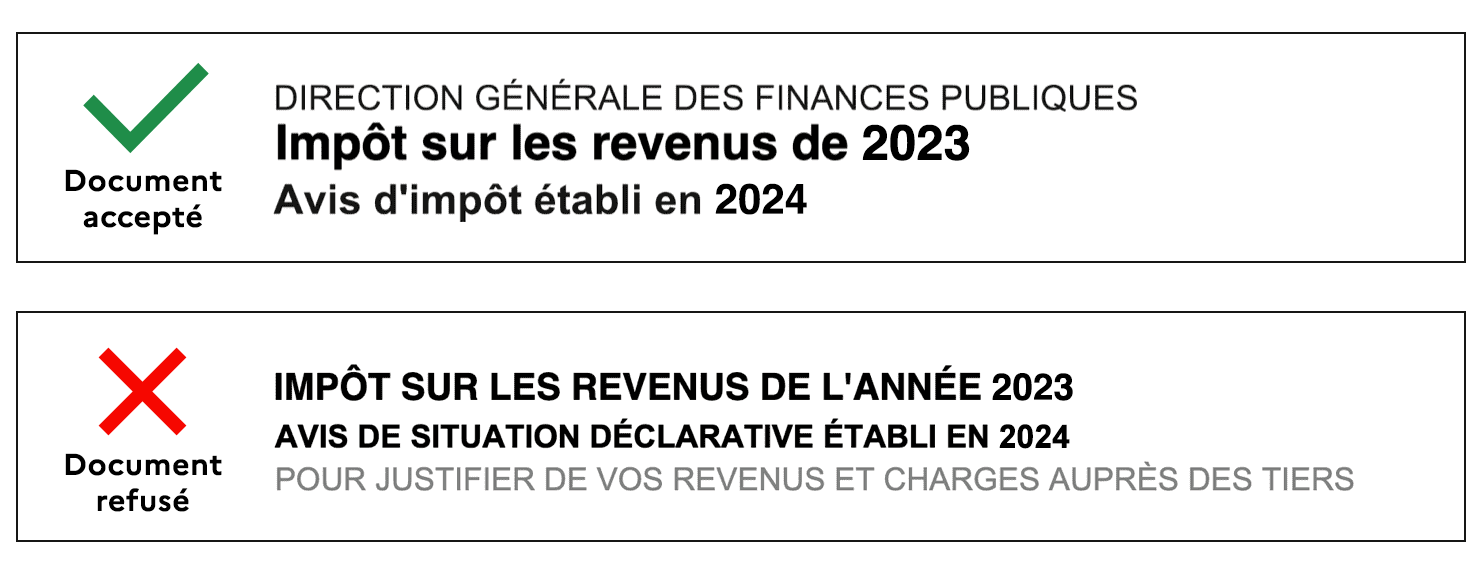 DIRECTION GÉNÉRALE DES FINANCES PUBLIQUES
Impôt sur les revenus de 2023
Avis d'impôt établi en 2024
Document
accepté
IMPÔT SUR LES REVENUS DE L'ANNÉE 2023
AVIS DE SITUATION DÉCLARATIVE ÉTABLI EN 2024
POUR JUSTIFIER DE VOS REVENUS ET CHARGES AUPRÈS DES TIERS
Document
refusé